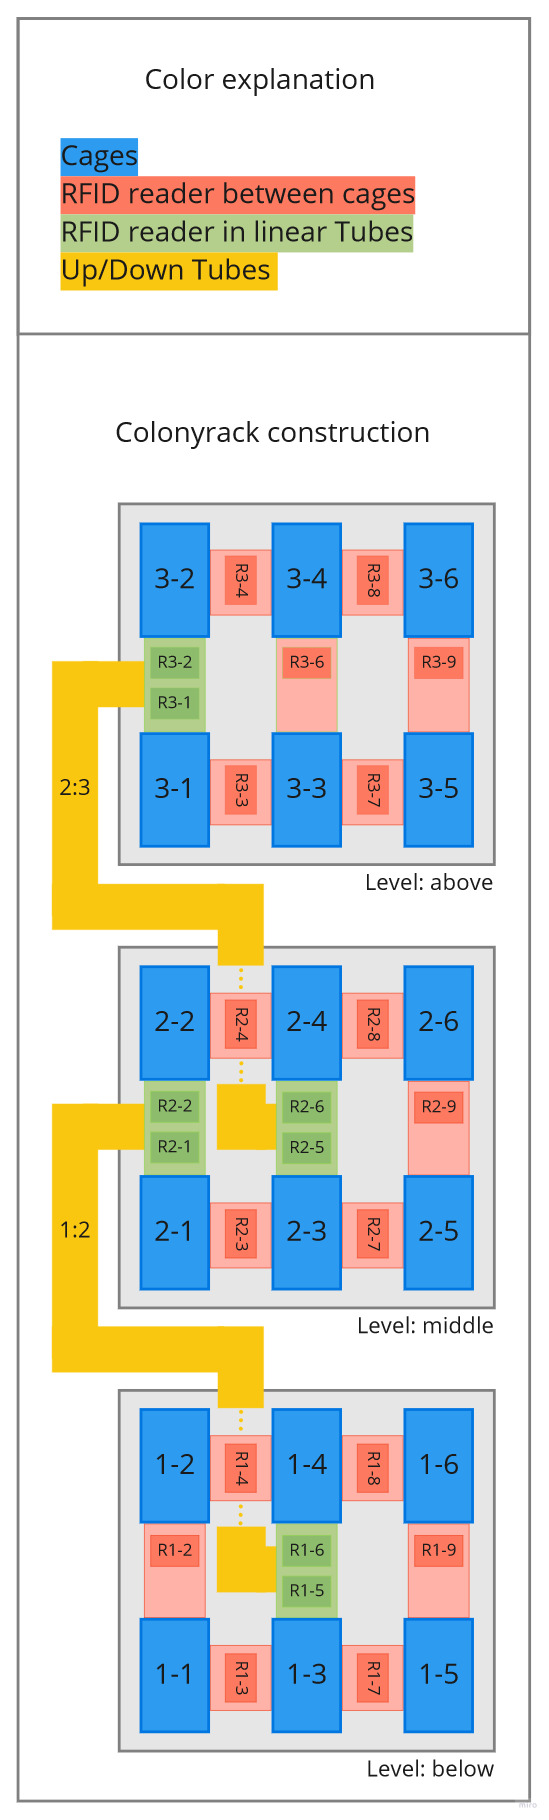 Color explanation
Cages
RFID reader between cages
RFID reader in linear Tubes
Up/Down Tubes
Colonyrack construction
3-2 R3-4 3-4 R3-8 3-6
R3-2 R3-6 R3-9
R3-1
2:3
3-1 R3-3 3-3 R3-7 3-5
Level: above
2-2 R2-4 2-4 R2-8 2-6
R2-2 R2-6 R2-9
R2-1 R2-5
1:2
2-1 R2-3 2-3 R2-7 2-5
Level: middle
1-2 R1-4 1-4 R1-8 1-6
R1-2 R1-6 R1-9
R1-5
1-1 R1-3 1-3 R1-7 1-5
Level: below
miro